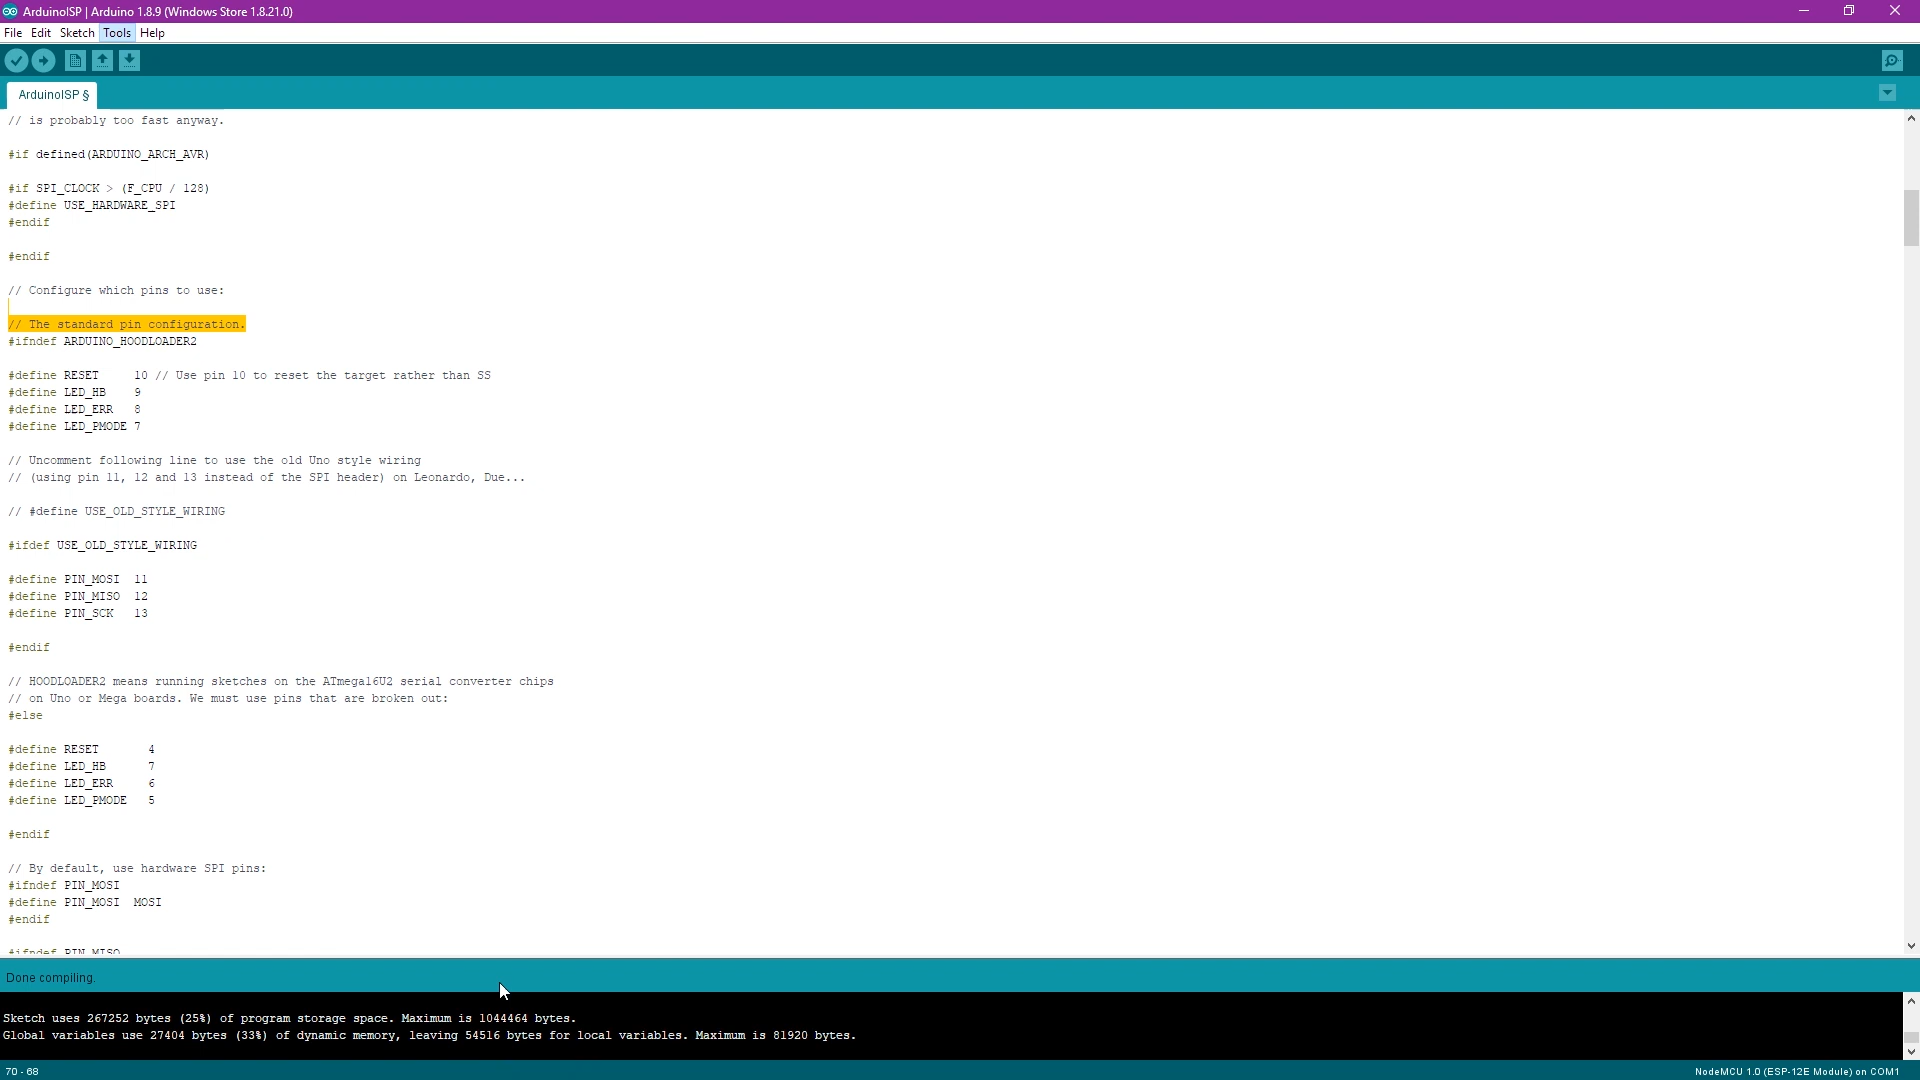 ArduinoISP | Arduino 1.8.9 (Windows Store 1.8.21.0)
File Edit Sketch Tools Help
ArduinoISP §
// is probably too fast anyway.
#if defined(ARDUINO_ARCH_AVR)
#if SPI_CLOCK > (F_CPU / 128)
#define USE_HARDWARE_SPI
#endif
#endif
// Configure which pins to use:
// The standard pin configuration.
#ifndef ARDUINO_HOODLOADER2
#define RESET     10 // Use pin 10 to reset the target rather than SS
#define LED_HB    9
#define LED_ERR   8
#define LED_PMODE 7
// Uncomment following line to use the old Uno style wiring
// (using pin 11, 12 and 13 instead of the SPI header) on Leonardo, Due...
// #define USE_OLD_STYLE_WIRING
#ifdef USE_OLD_STYLE_WIRING
#define PIN_MOSI  11
#define PIN_MISO  12
#define PIN_SCK   13
#endif
// HOODLOADER2 means running sketches on the ATmega16U2 serial converter chips
// on Uno or Mega boards. We must use pins that are broken out:
#else
#define RESET       4
#define LED_HB      7
#define LED_ERR     6
#define LED_PMODE   5
#endif
// By default, use hardware SPI pins:
#ifndef PIN_MOSI
#define PIN_MOSI  MOSI
#endif
#ifndef PIN_MISO
Done compiling.
Sketch uses 267252 bytes (25%) of program storage space. Maximum is 1044464 bytes.
Global variables use 27404 bytes (33%) of dynamic memory, leaving 54516 bytes for local variables. Maximum is 81920 bytes.
70 - 68
NodeMCU 1.0 (ESP-12E Module) on COM1